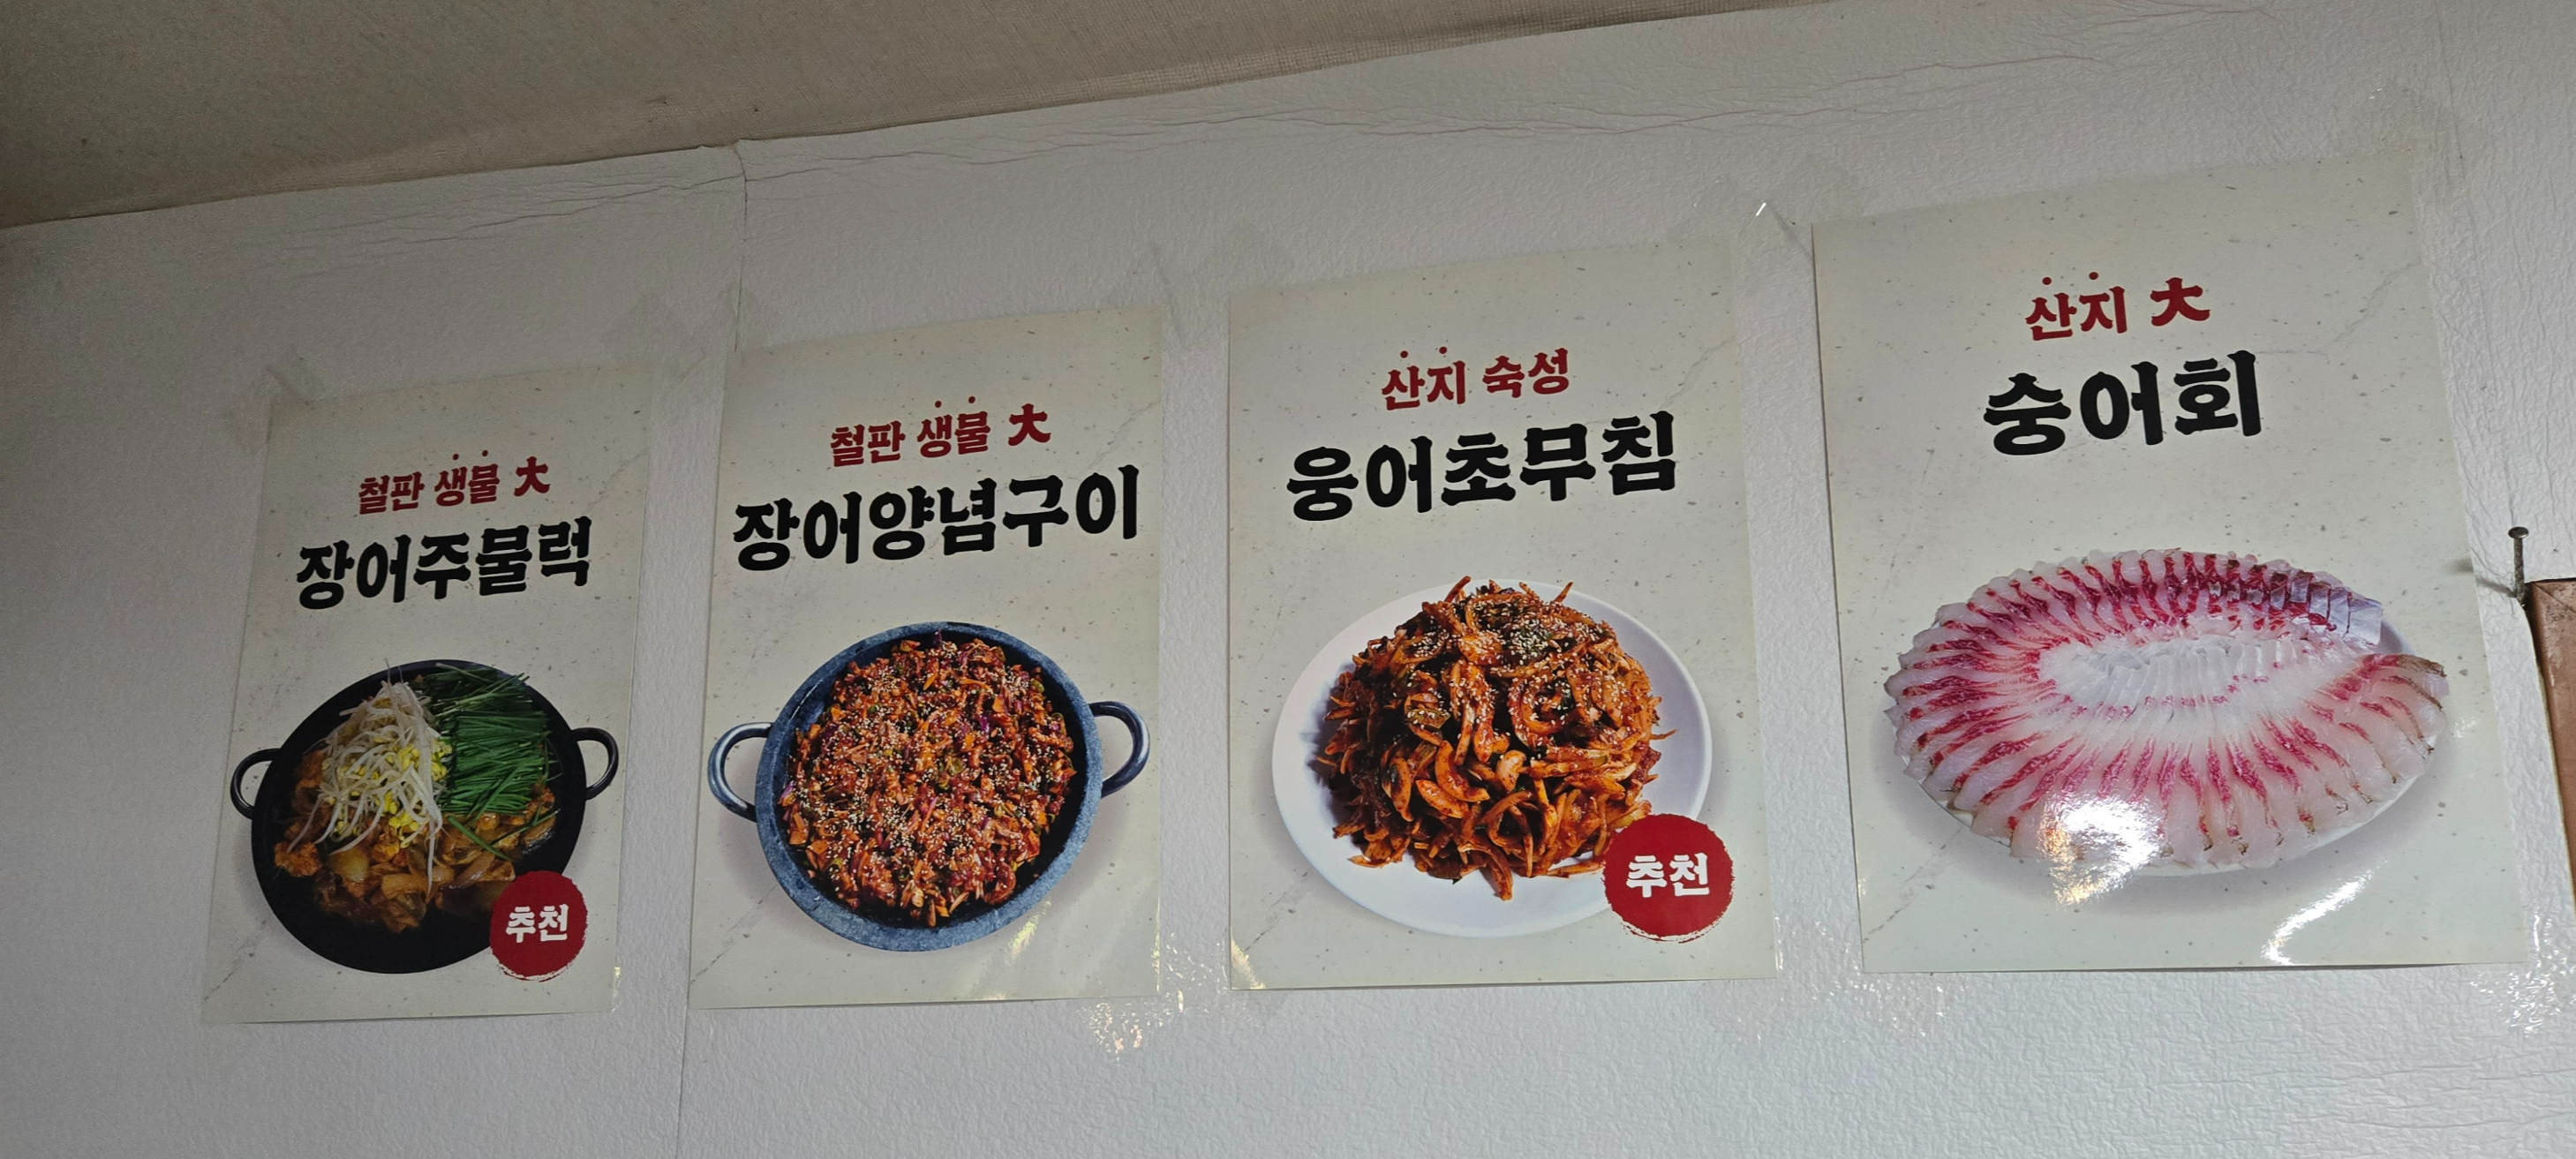 철판 생물 大
장어주물럭
추천
철판 생물 大
장어양념구이
산지 숙성
웅어초무침
추천
산지 大
숭어회